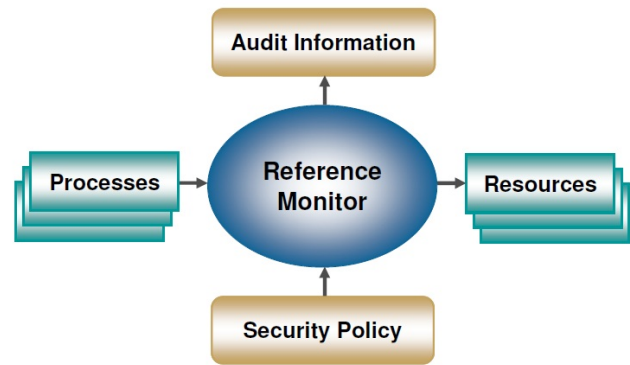 Audit Information
Processes
Reference
Monitor
Resources
Security Policy